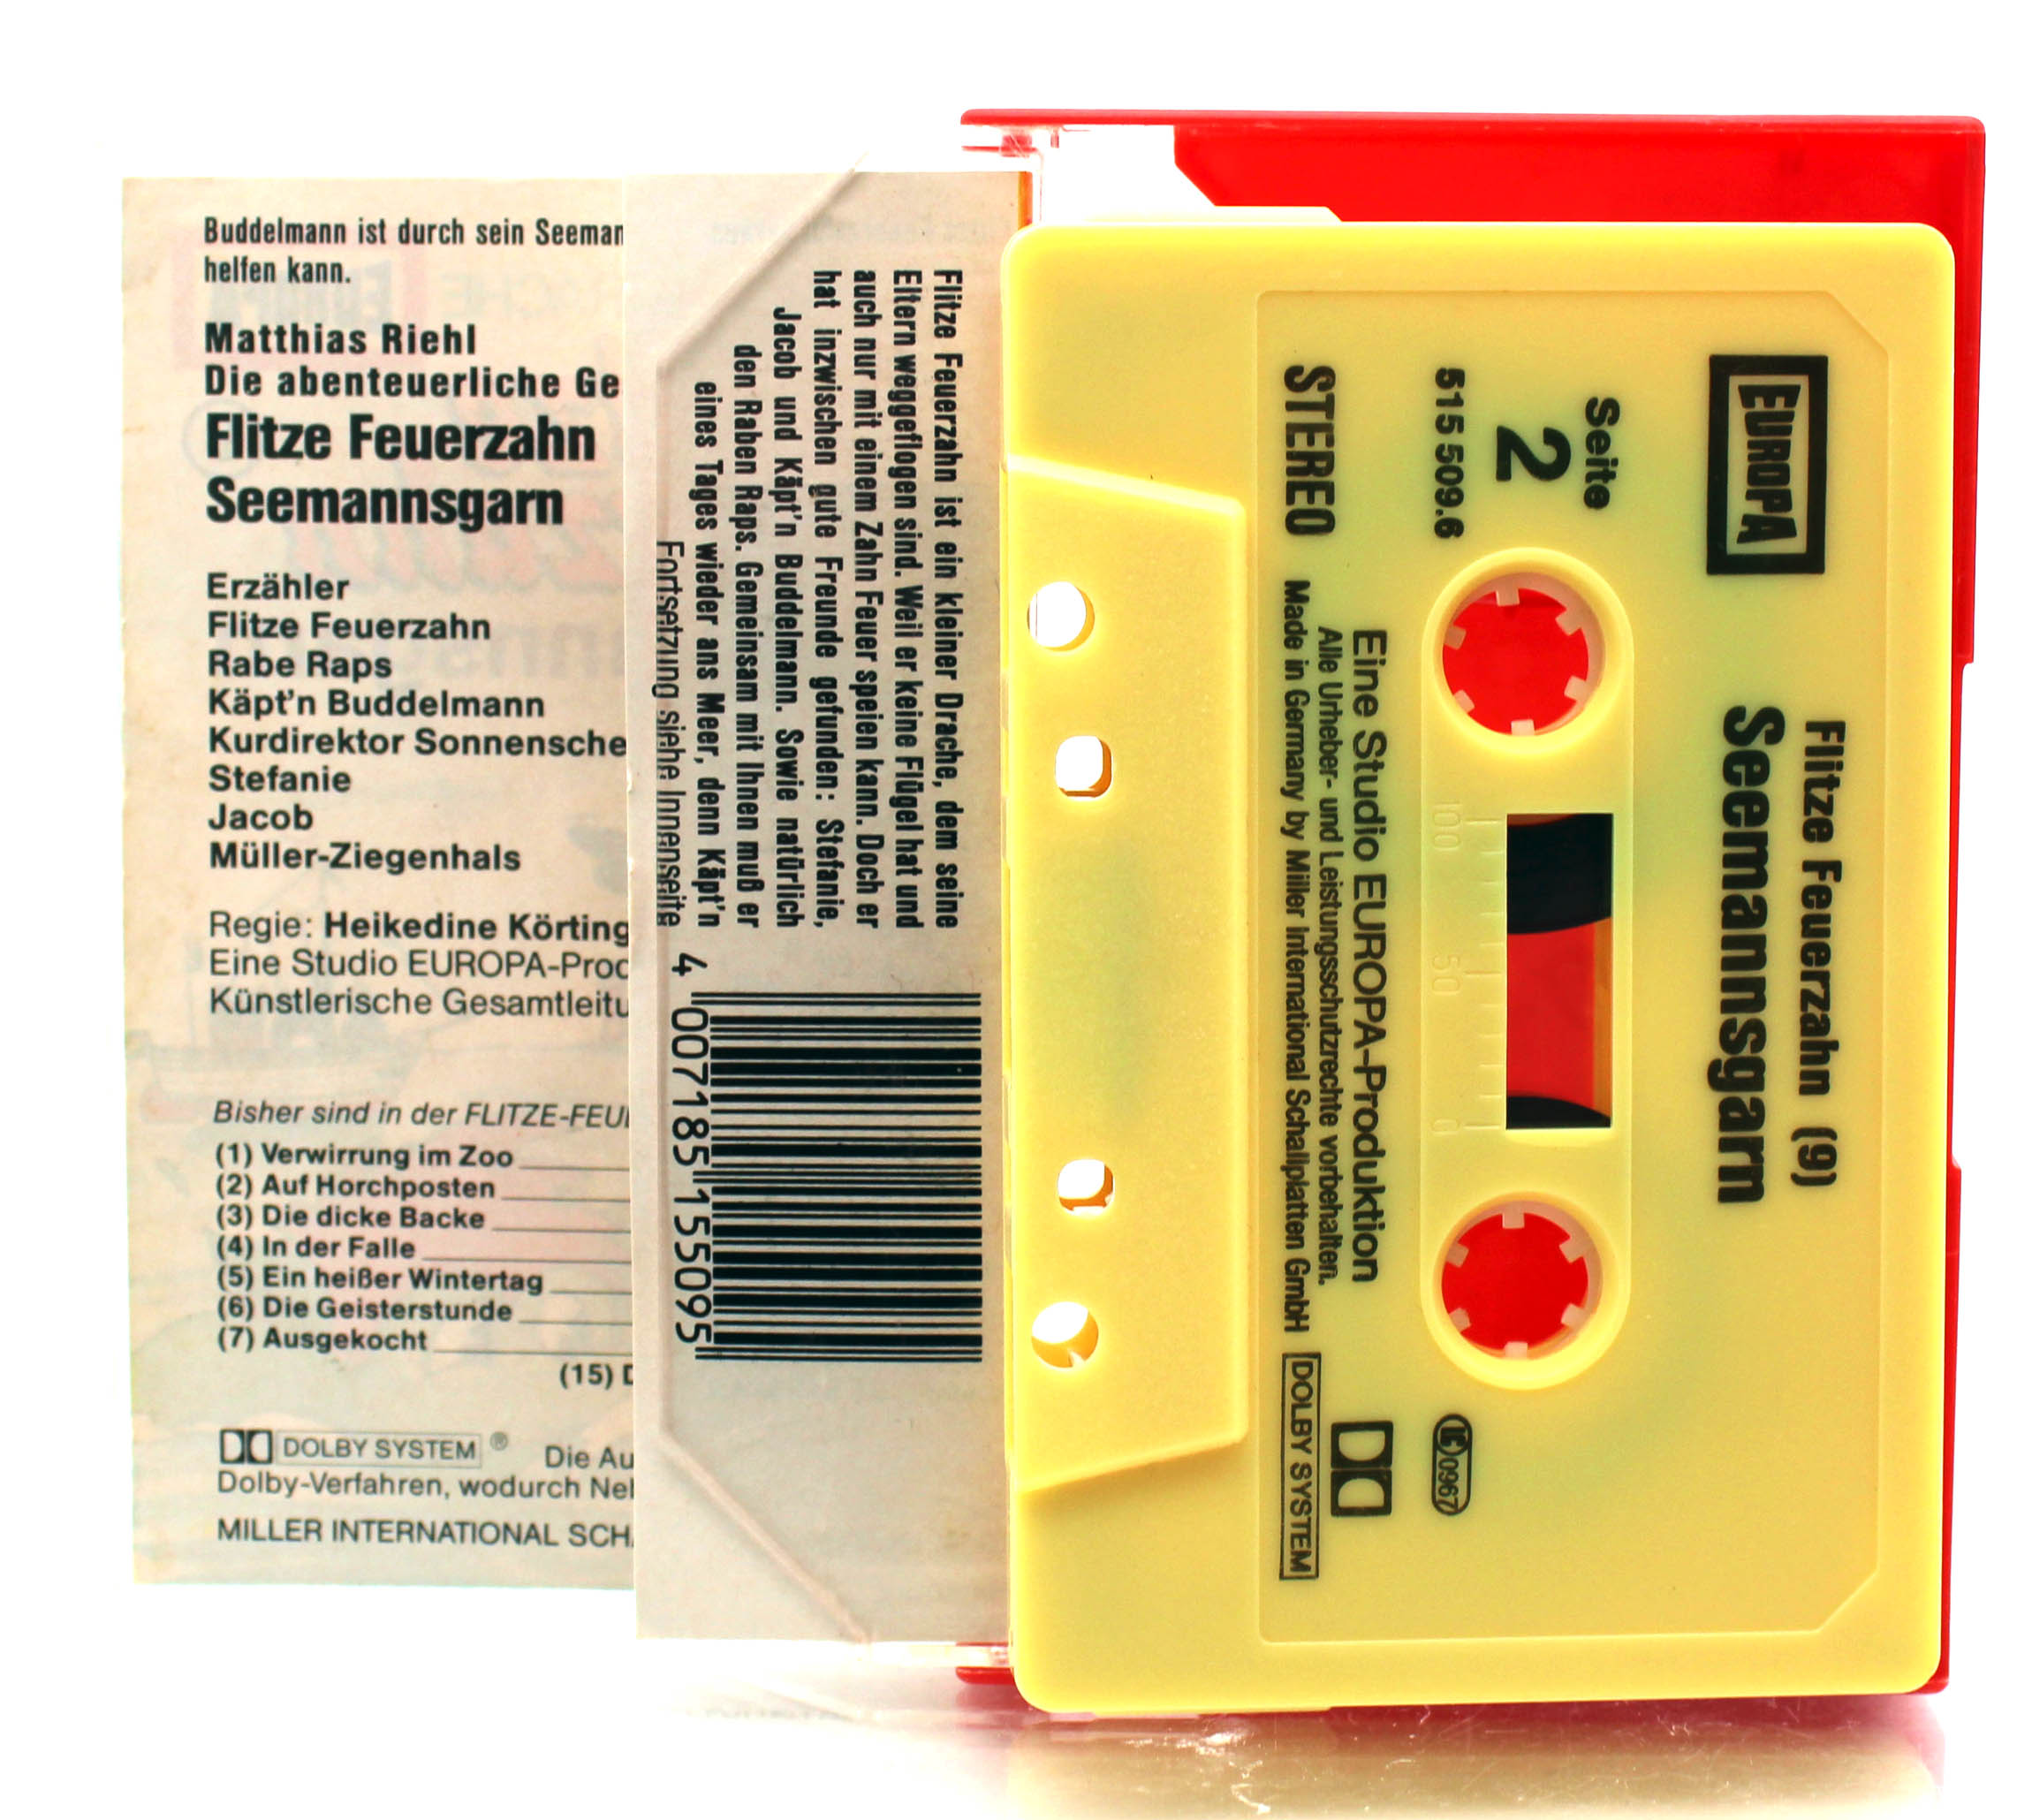 Buddelmann ist durch sein Seeman
helfen kann.
Matthias Riehl
Die abenteuerliche Ge
Flitze Feuerzahn
Seemannsgarn
Erzähler
Flitze Feuerzahn
Rabe Raps
Käpt'n Buddelmann
Kurdirektor Sonnensche
Stefanie
Jacob
Müller-Ziegenhals
Regie: Heikedine Körting
Eine Studio EUROPA-Proc
Künstlerische Gesamtleitu
Bisher sind in der FLITZE-FEU
(1) Verwirrung im Zoo
(2) Auf Horchposten
(3) Die dicke Backe
(4) In der Falle
(5) Ein heißer Wintertag
(6) Die Geisterstunde
(7) Ausgekocht
(15) D
DOLBY SYSTEM ® Die Au
Dolby-Verfahren, wodurch Nel
MILLER INTERNATIONAL SCH
Flitze Feuerzahn ist ein kleiner Drache, dem seine
Eltern weggeflogen sind. Weil er keine Flügel hat und
auch nur mit einem Zahn Feuer speien kann. Doch er
hat inzwischen gute Freunde gefunden: Stefanie,
Jacob und Käpt'n Buddelmann. Sowie natürlich
den Raben Raps. Gemeinsam mit Ihnen muß er
eines Tages wieder ans Meer, denn Käpt'n
Fortsetzung siehe Innenseite
4 007185 155095
EUROPA
Flitze Feuerzahn (9)
Seemannsgarn
Seite
2
515 509.6
100 50 0
LC 0967
STEREO
Eine Studio EUROPA-Produktion
Alle Urheber- und Leistungsschutzrechte vorbehalten.
Made in Germany by Miller International Schallplatten GmbH
DOLBY SYSTEM